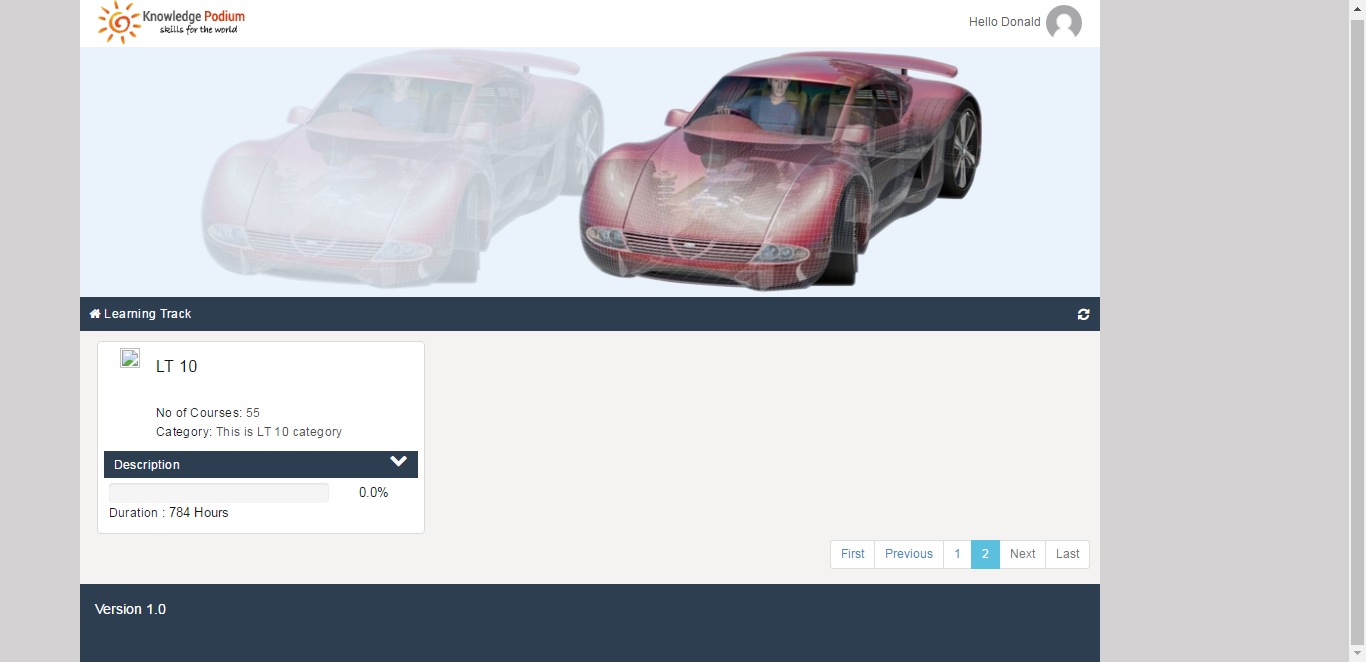 Knowledge Podium
skills for the world
Hello Donald
Learning Track
LT 10
No of Courses: 55
Category: This is LT 10 category
Description
0.0%
Duration : 784 Hours
First Previous 1 2 Next Last
Version 1.0